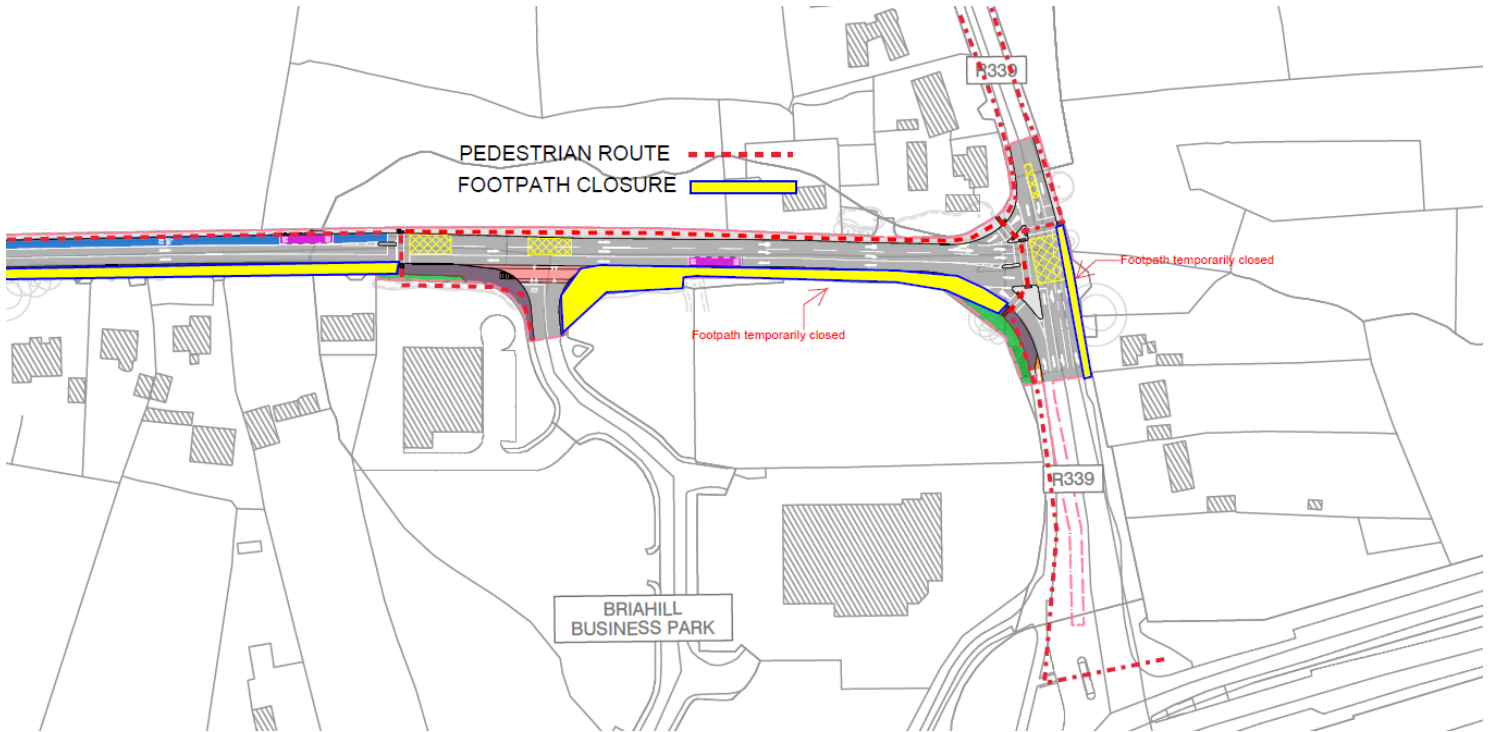 R339
PEDESTRIAN ROUTE
FOOTPATH CLOSURE
Footpath temporarily closed
Footpath temporarily closed
R339
BRIAHILL
BUSINESS PARK